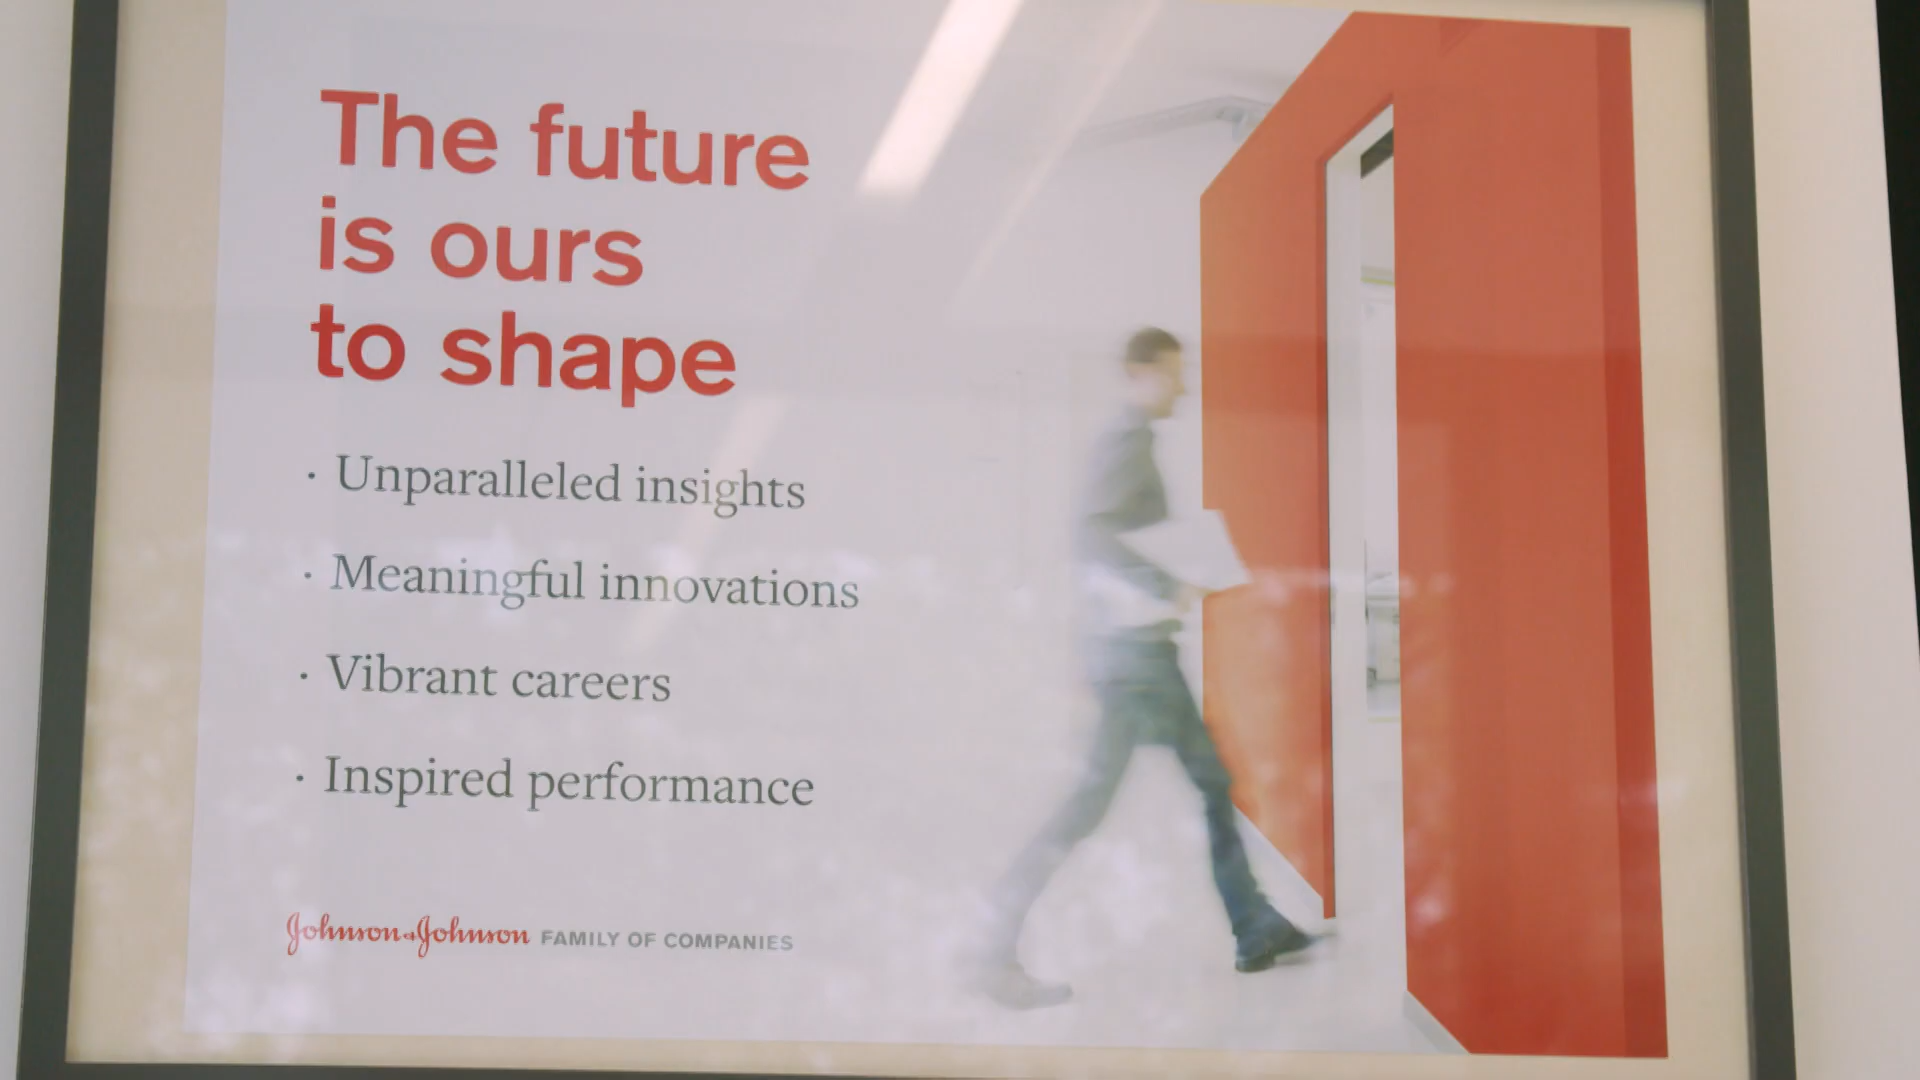 The future
is ours
to shape
· Unparalleled insights
· Meaningful innovations
· Vibrant careers
· Inspired performance
Johnson & Johnson FAMILY OF COMPANIES